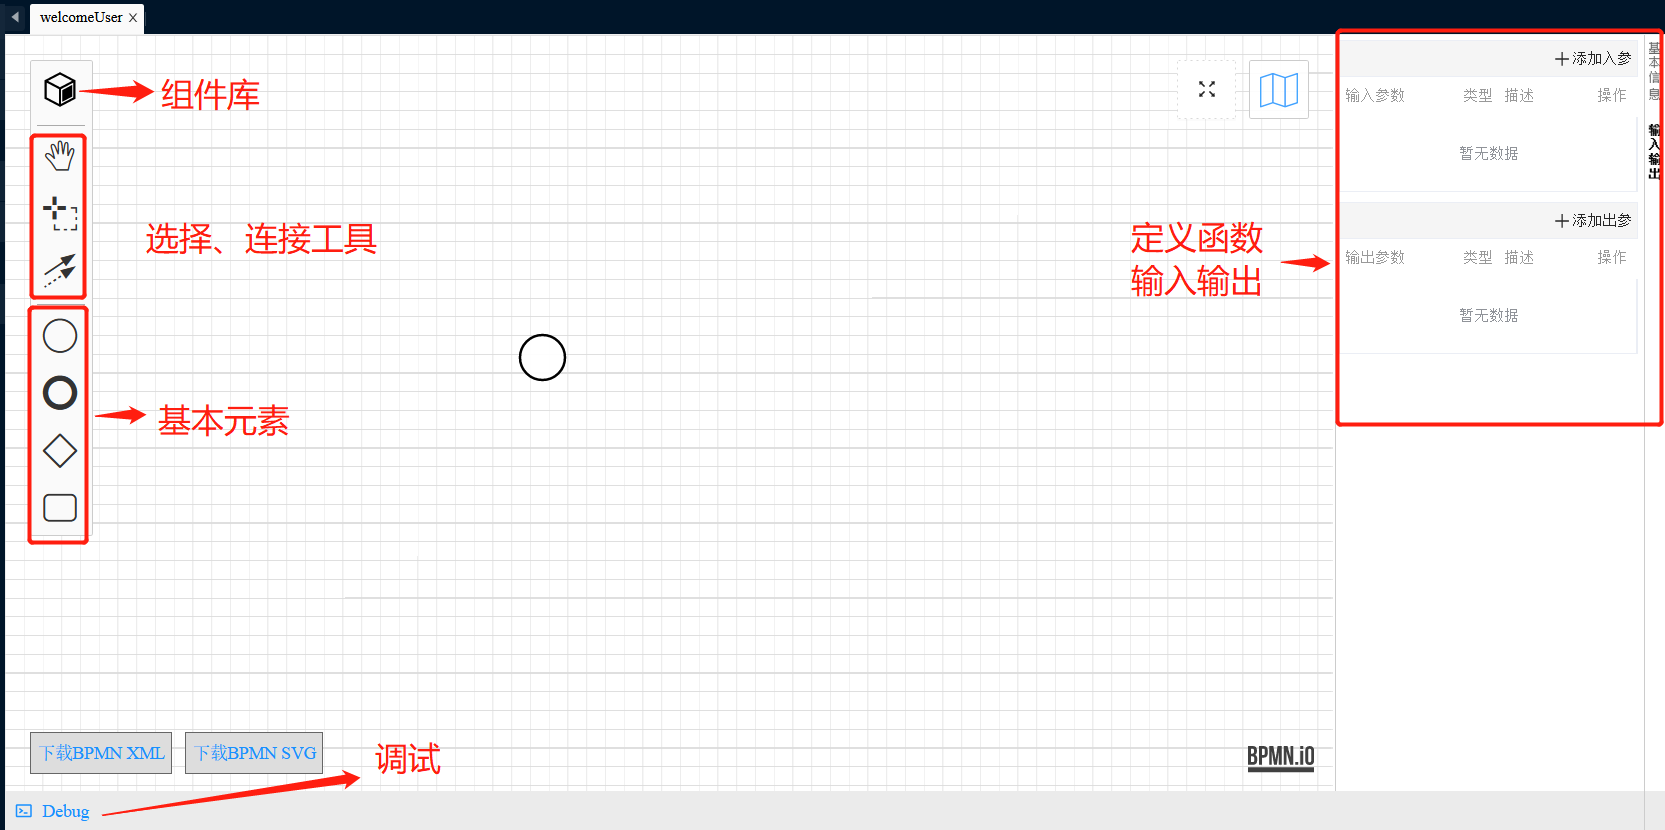 welcomeUser X
组件库
选择、连接工具
基本元素
定义函数
输入输出
添加入参
输入参数 类型 描述 操作
暂无数据
添加出参
输出参数 类型 描述 操作
暂无数据
基本信息
输入输出
下载BPMN XML
下载BPMN SVG
调试
BPMN.iO
Debug